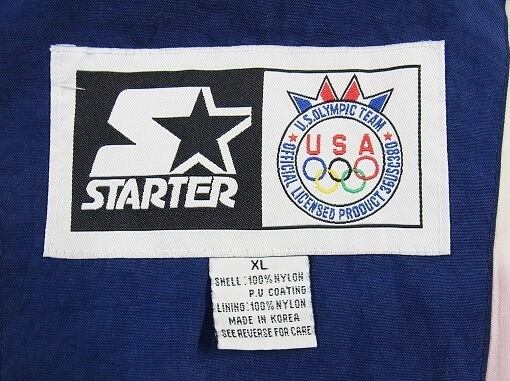 STARTER
U.S.OLYMPIC TEAM
USA
OFFICIAL LICENSED PRODUCT 36USC380
XL
SHELL: 100% NYLON
P.U COATING
LINING: 100% NYLON
MADE IN KOREA
SEE REVERSE FOR CARE